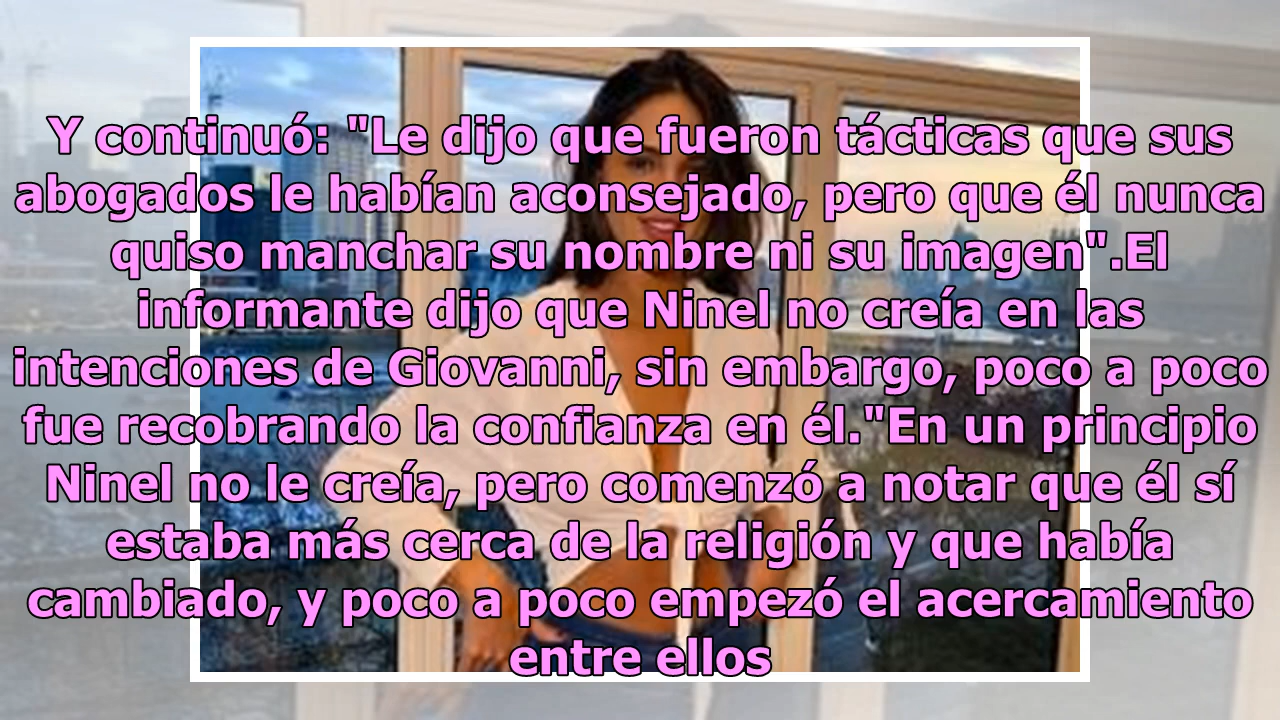 Y continuó: "Le dijo que fueron tácticas que sus
abogados le habían aconsejado, pero que él nunca
quiso manchar su nombre ni su imagen".El
informante dijo que Ninel no creía en las
intenciones de Giovanni, sin embargo, poco a poco
fue recobrando la confianza en él."En un principio
Ninel no le creía, pero comenzó a notar que él sí
estaba más cerca de la religión y que había
cambiado, y poco a poco empezó el acercamiento
entre ellos